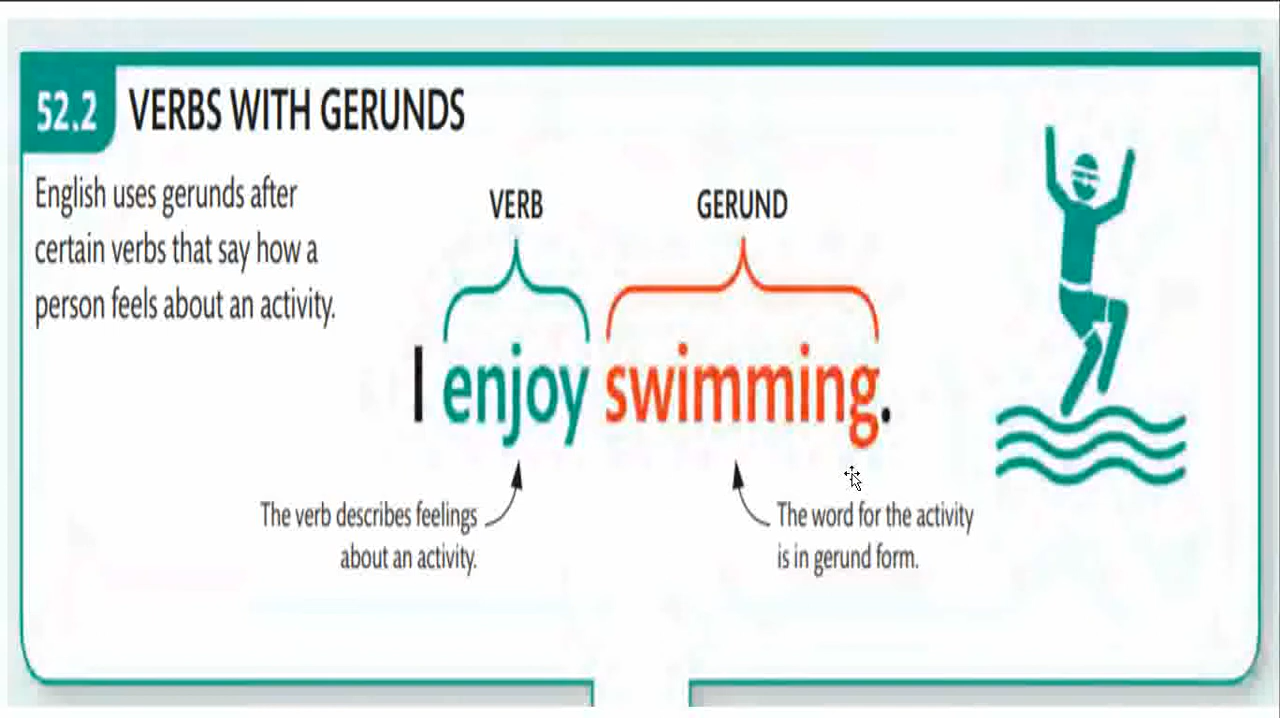 52.2 VERBS WITH GERUNDS
English uses gerunds after
certain verbs that say how a
person feels about an activity.
VERB GERUND
I enjoy swimming.
The verb describes feelings
about an activity.
The word for the activity
is in gerund form.